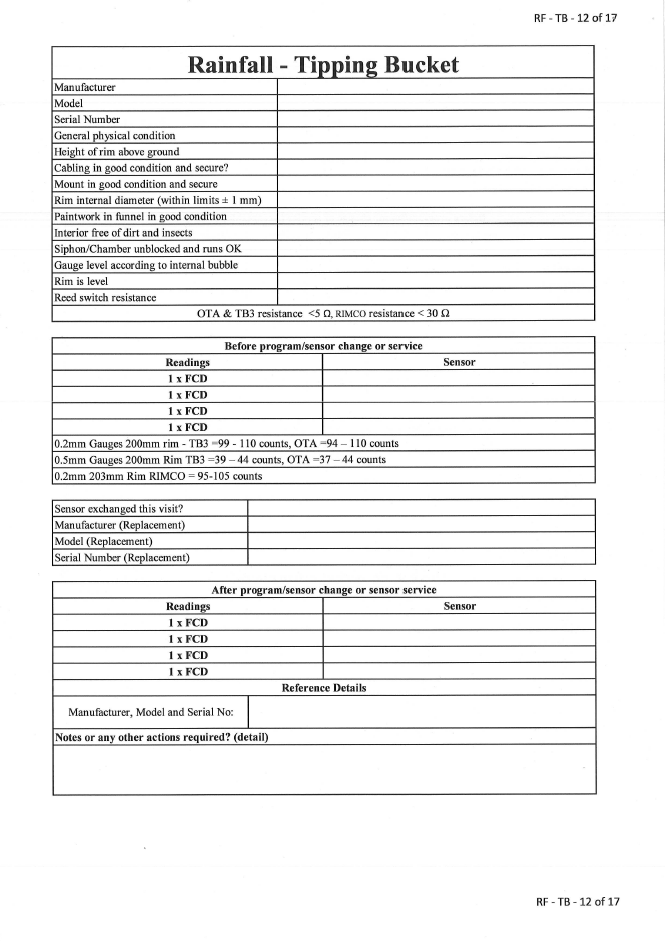 RF - TB - 12 of 17
Rainfall - Tipping Bucket
Manufacturer
Model
Serial Number
General physical condition
Height of rim above ground
Cabling in good condition and secure?
Mount in good condition and secure
Rim internal diameter (within limits ± 1 mm)
Paintwork in funnel in good condition
Interior free of dirt and insects
Siphon/Chamber unblocked and runs OK
Gauge level according to internal bubble
Rim is level
Reed switch resistance
OTA & TB3 resistance <5 Ω, RIMCO resistance < 30 Ω
Before program/sensor change or service
Readings Sensor
1 x FCD
1 x FCD
1 x FCD
1 x FCD
0.2mm Gauges 200mm rim - TB3 =99 - 110 counts, OTA =94 – 110 counts
0.5mm Gauges 200mm Rim TB3 =39 – 44 counts, OTA =37 – 44 counts
0.2mm 203mm Rim RIMCO = 95-105 counts
Sensor exchanged this visit?
Manufacturer (Replacement)
Model (Replacement)
Serial Number (Replacement)
After program/sensor change or sensor service
Readings Sensor
1 x FCD
1 x FCD
1 x FCD
1 x FCD
Reference Details
Manufacturer, Model and Serial No:
Notes or any other actions required? (detail)
RF - TB - 12 of 17